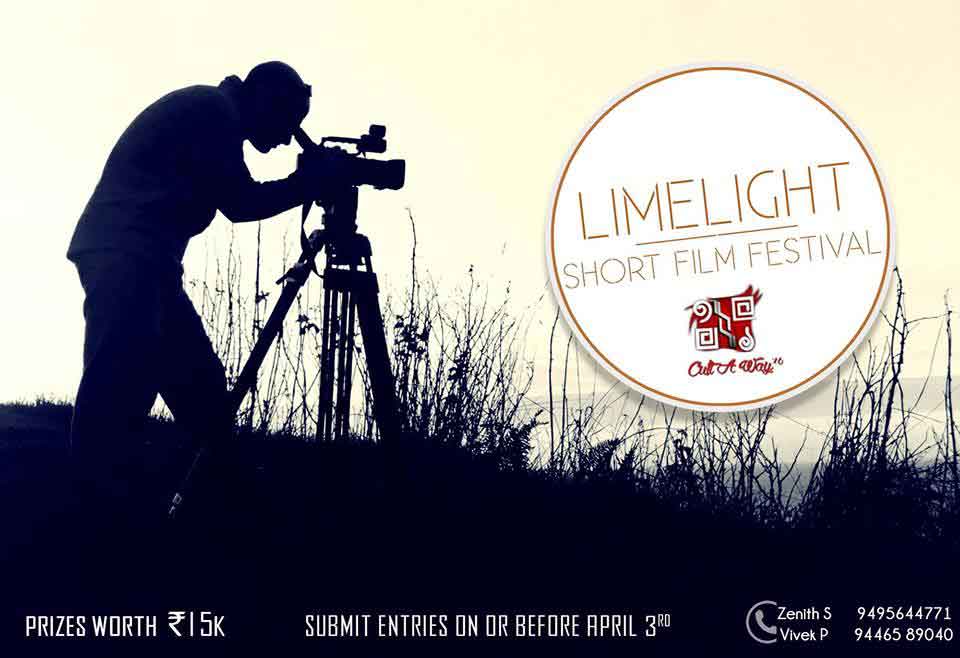 LIMELIGHT
SHORT FILM FESTIVAL
Cult A Way'16
PRIZES WORTH ₹15K
SUBMIT ENTRIES ON OR BEFORE APRIL 3RD
Zenith S 9495644771
Vivek P 94465 89040